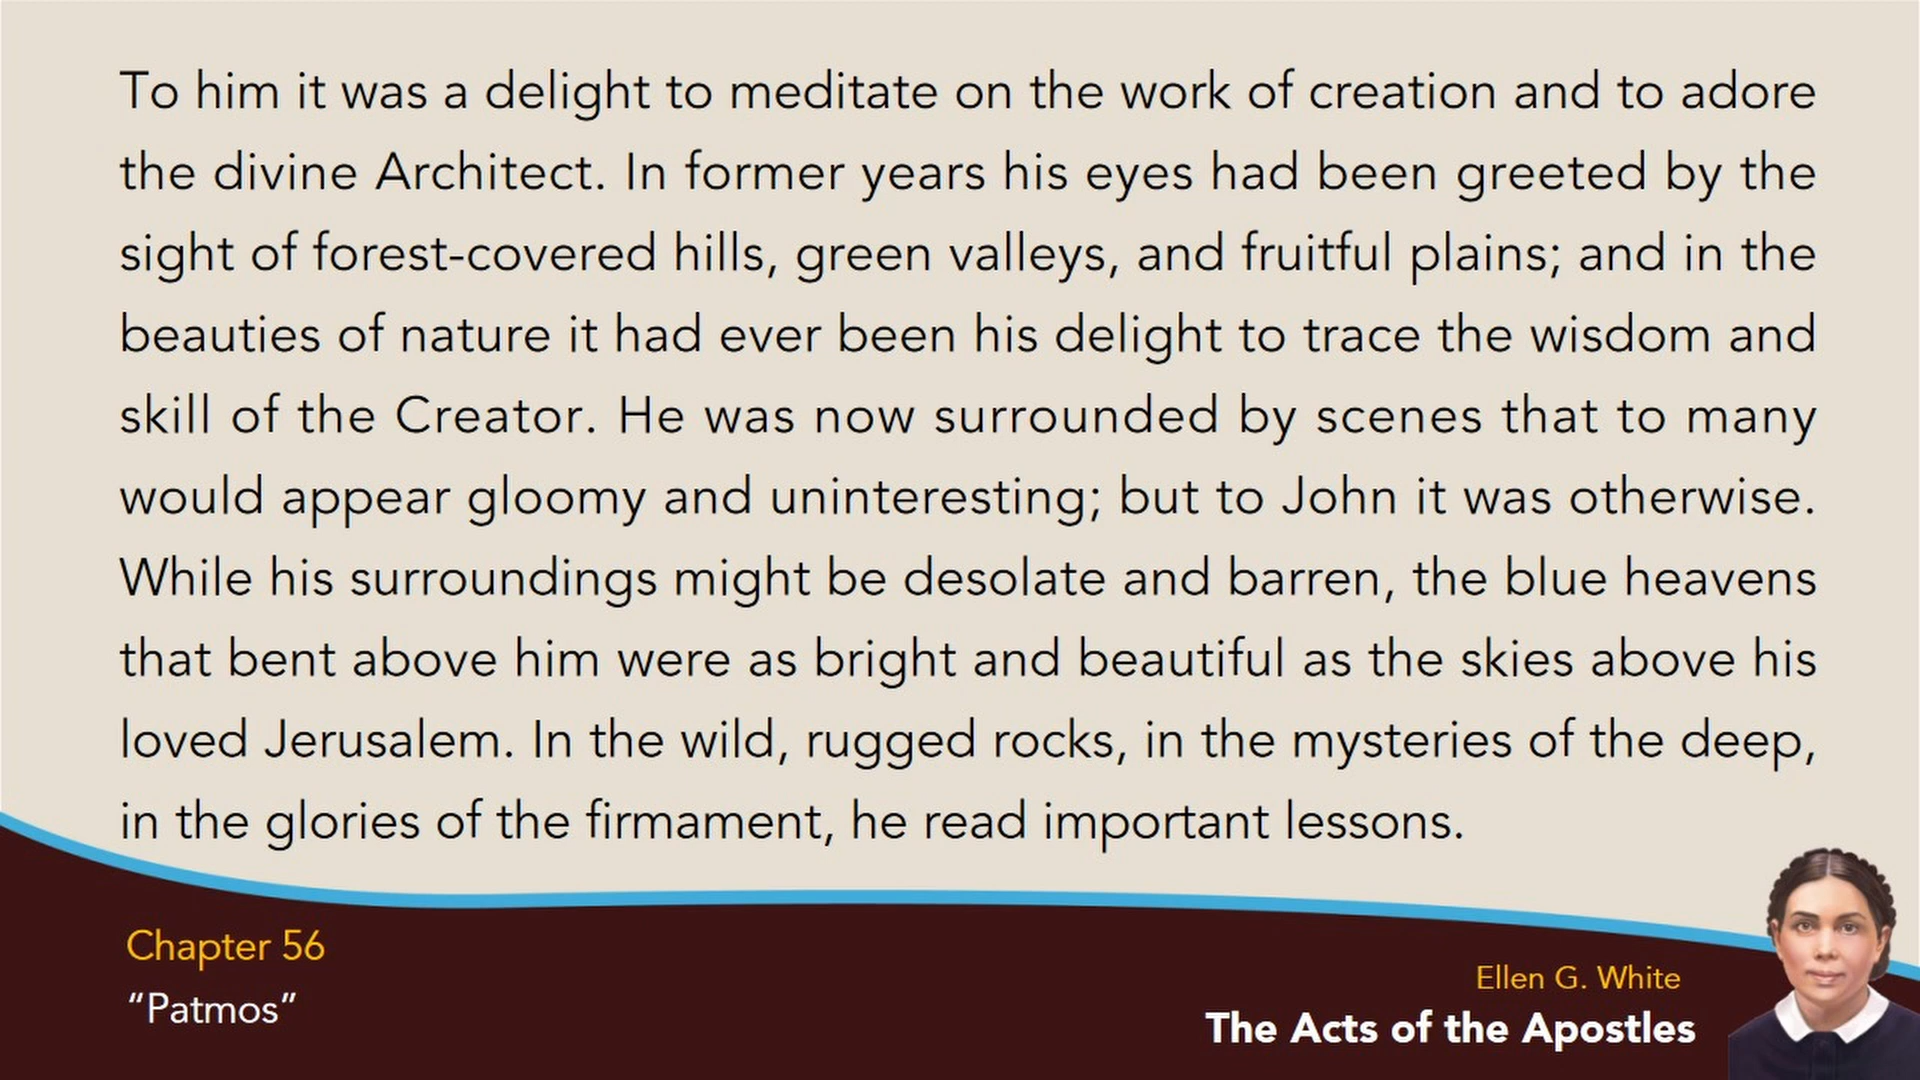 To him it was a delight to meditate on the work of creation and to adore
the divine Architect. In former years his eyes had been greeted by the
sight of forest-covered hills, green valleys, and fruitful plains; and in the
beauties of nature it had ever been his delight to trace the wisdom and
skill of the Creator. He was now surrounded by scenes that to many
would appear gloomy and uninteresting; but to John it was otherwise.
While his surroundings might be desolate and barren, the blue heavens
that bent above him were as bright and beautiful as the skies above his
loved Jerusalem. In the wild, rugged rocks, in the mysteries of the deep,
in the glories of the firmament, he read important lessons.
Chapter 56
“Patmos”
Ellen G. White
The Acts of the Apostles